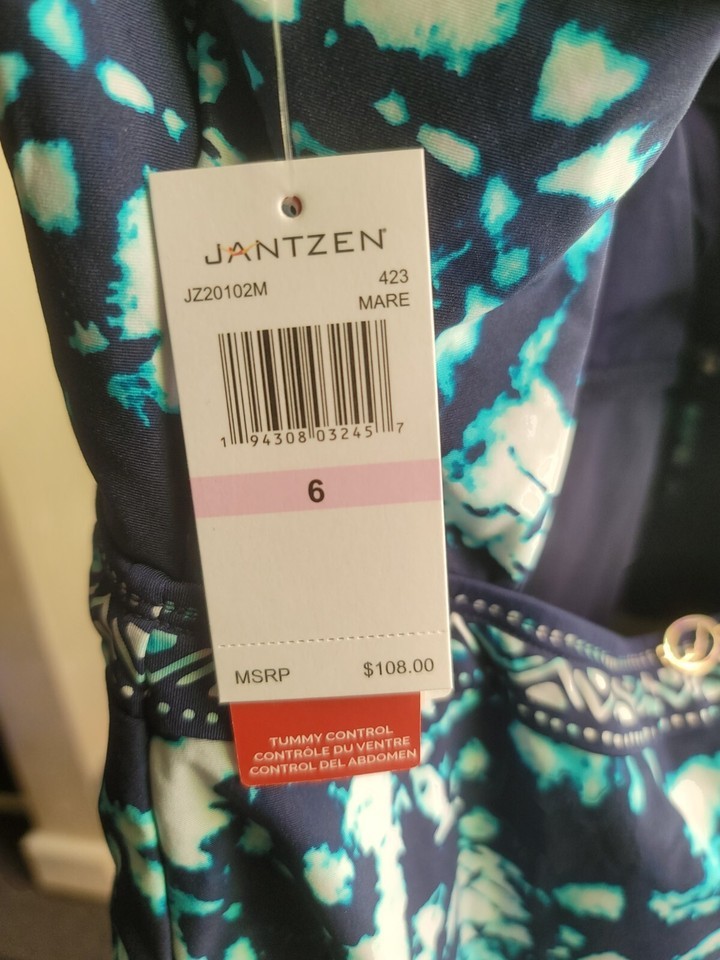 JANTZEN®
JZ20102M 423
MARE
1 94308 03245 7
6
MSRP $108.00
TUMMY CONTROL
CONTRÔLE DU VENTRE
CONTROL DEL ABDOMEN